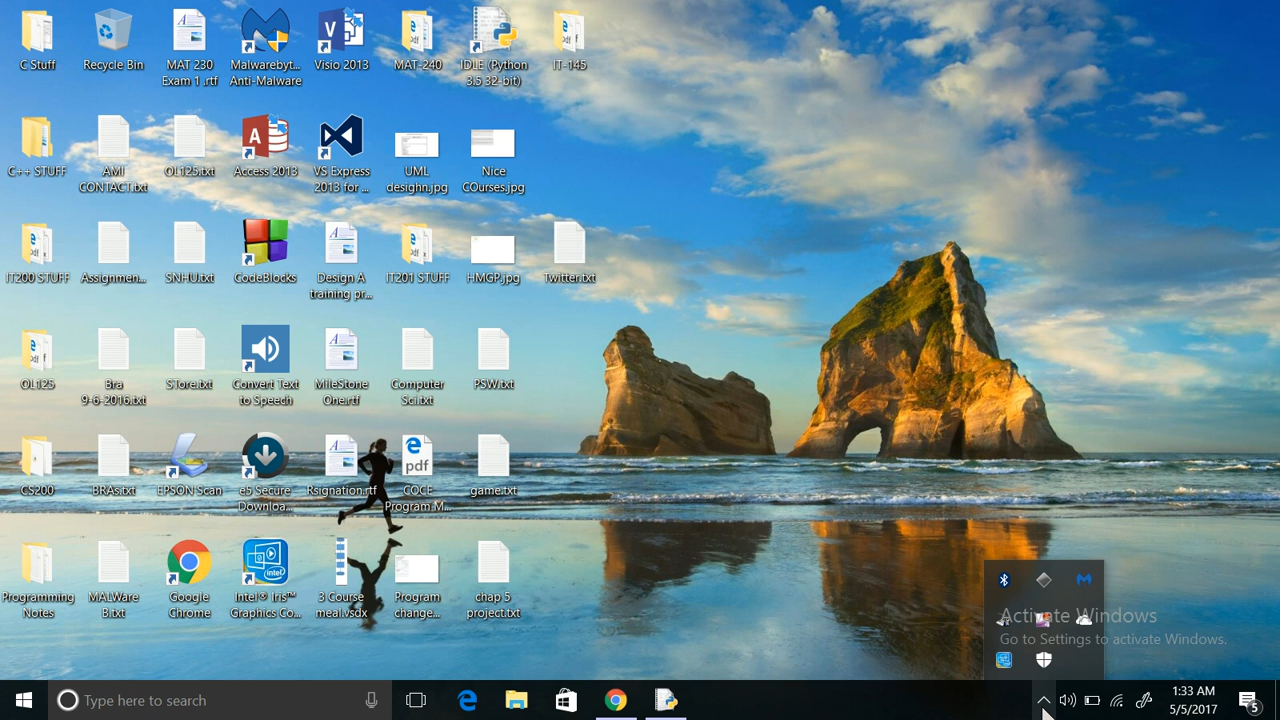 C Stuff
Recycle Bin
MAT 230
Exam 1 .rtf
Malwarebyt...
Anti-Malware
Visio 2013
MAT-240
IDLE (Python
3.5 32-bit)
IT-145
C++ STUFF
AMI
CONTACT.txt
OL125.txt
Access 2013
VS Express
2013 for ...
UML
desighn.jpg
Nice
COurses.jpg
IT200 STUFF
Assignmen...
SNHU.txt
CodeBlocks
Design A
training pr...
IT201 STUFF
HMGP.jpg
Twitter.txt
OL125
Bra
9-6-2016.txt
STore.txt
Convert Text
to Speech
MileStone
One.rtf
Computer
Sci.txt
PSW.txt
CS200
BRAs.txt
EPSON Scan
e5 Secure
Downloa...
Rsignation.rtf
pdf
COCE
Program M...
game.txt
Programming
Notes
MALWare
B.txt
Google
Chrome
Intel® Iris™
Graphics Co...
3 Course
meal.vsdx
Program
change...
chap 5
project.txt
Activate Windows
Go to Settings to activate Windows.
Type here to search
1:33 AM
5/5/2017
5